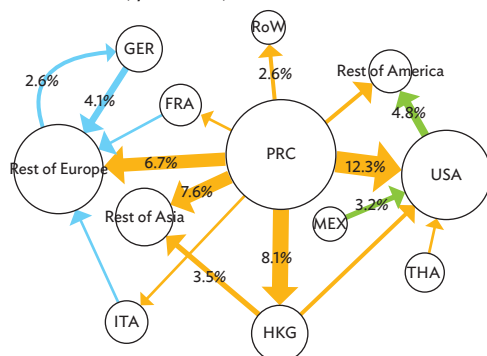 RoW
GER
2.6%
2.6%
Rest of America
4.1%
FRA
4.8%
PRC
Rest of Europe
6.7%
12.3%
USA
7.6%
Rest of Asia
3.2%
MEX
8.1%
3.5%
THA
ITA
HKG